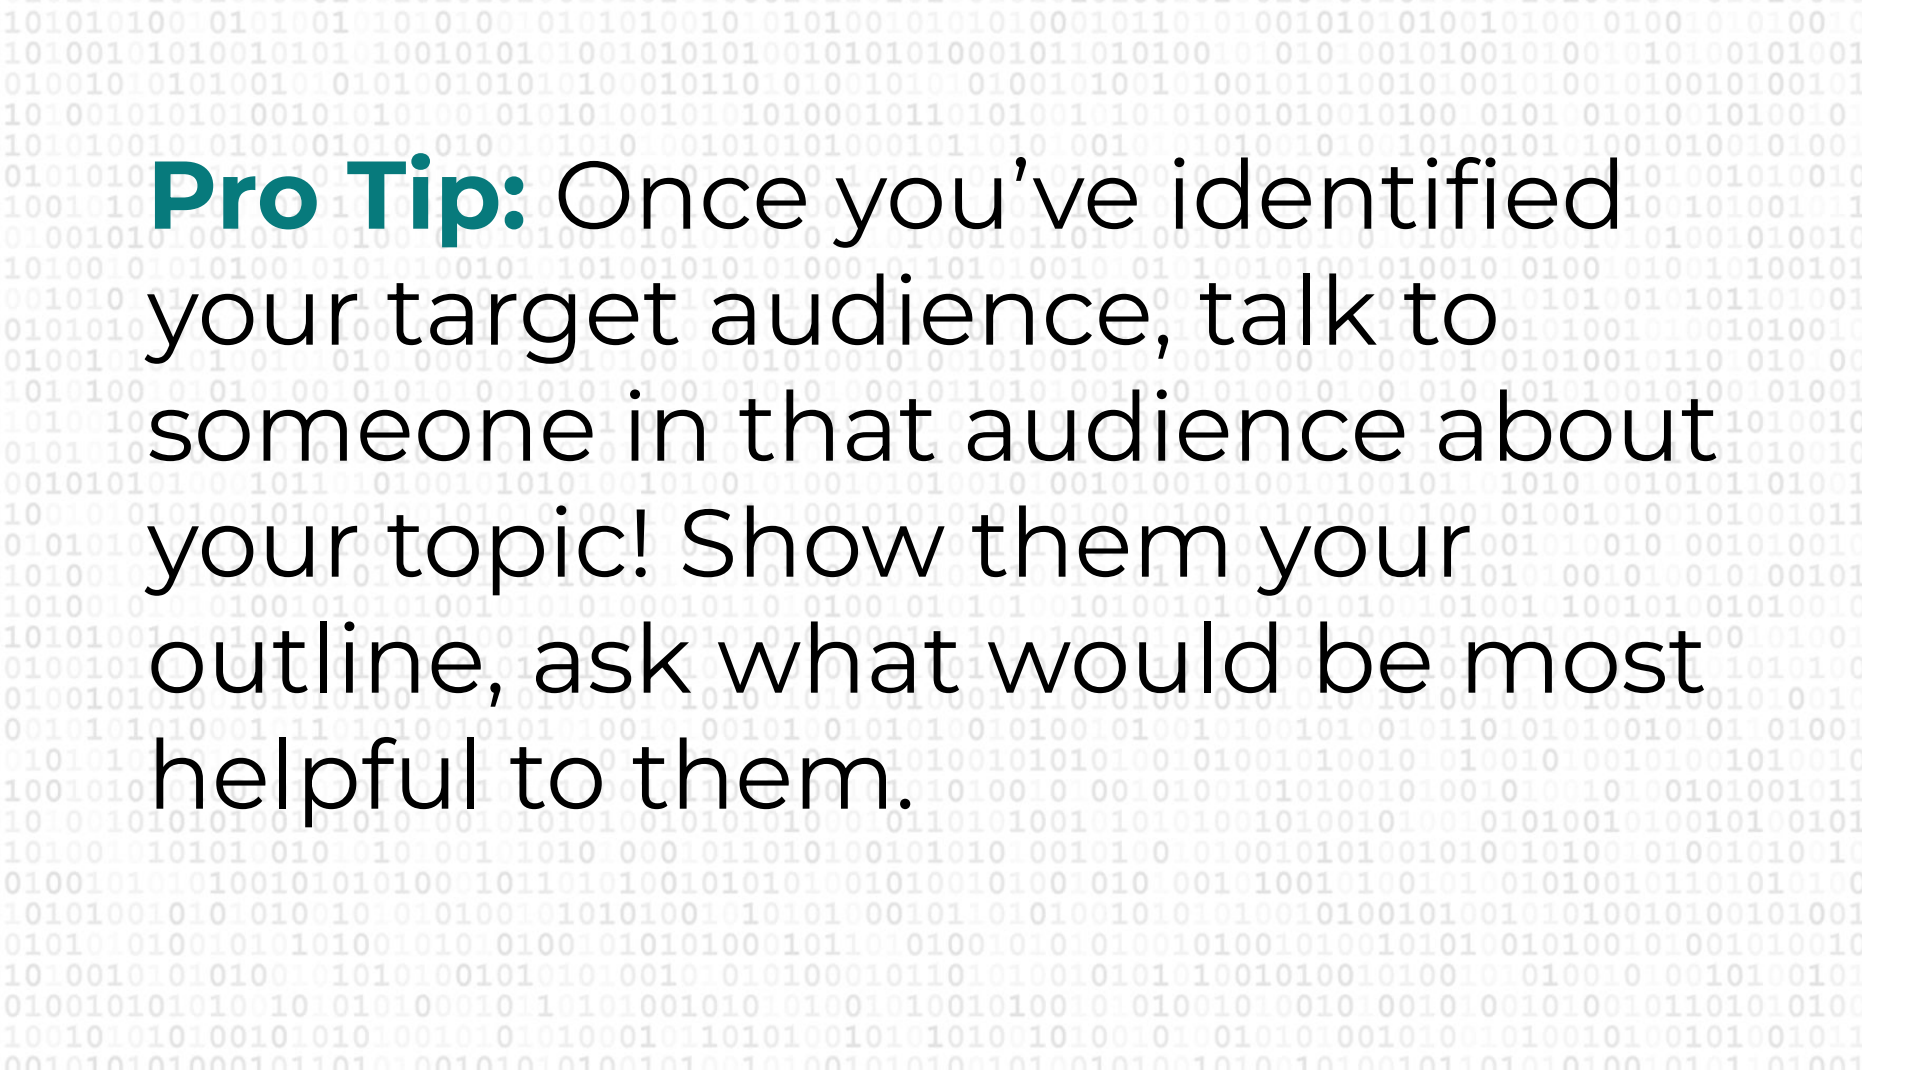 Pro Tip: Once you’ve identified
your target audience, talk to
someone in that audience about
your topic! Show them your
outline, ask what would be most
helpful to them.